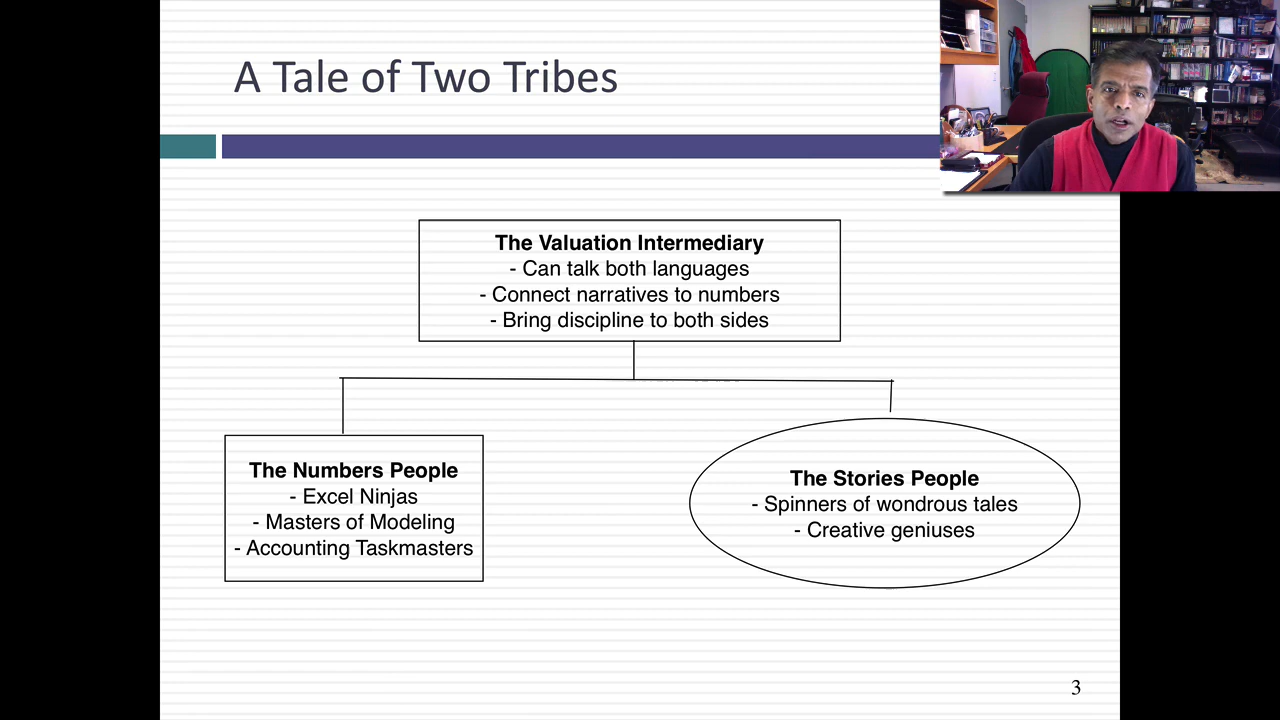 A Tale of Two Tribes
The Valuation Intermediary
- Can talk both languages
- Connect narratives to numbers
- Bring discipline to both sides
The Numbers People
- Excel Ninjas
- Masters of Modeling
- Accounting Taskmasters
The Stories People
- Spinners of wondrous tales
- Creative geniuses
3